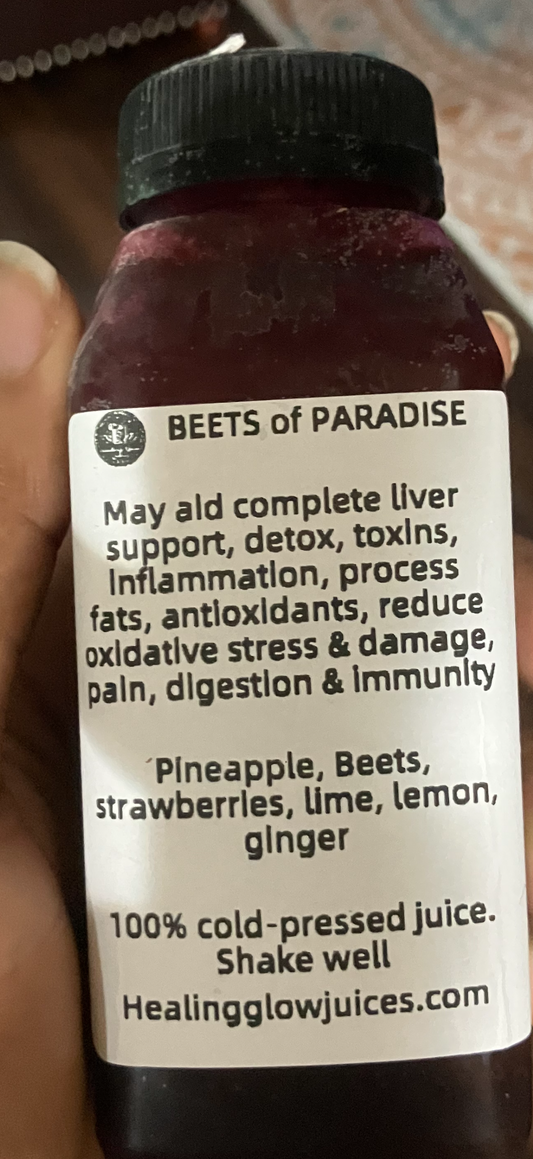 BEETS of PARADISE
May aid complete liver
support, detox, toxins,
inflammation, process
fats, antioxidants, reduce
oxidative stress & damage,
pain, digestion & immunity
Pineapple, Beets,
strawberries, lime, lemon,
ginger
100% cold-pressed juice.
Shake well
Healingglowjuices.com